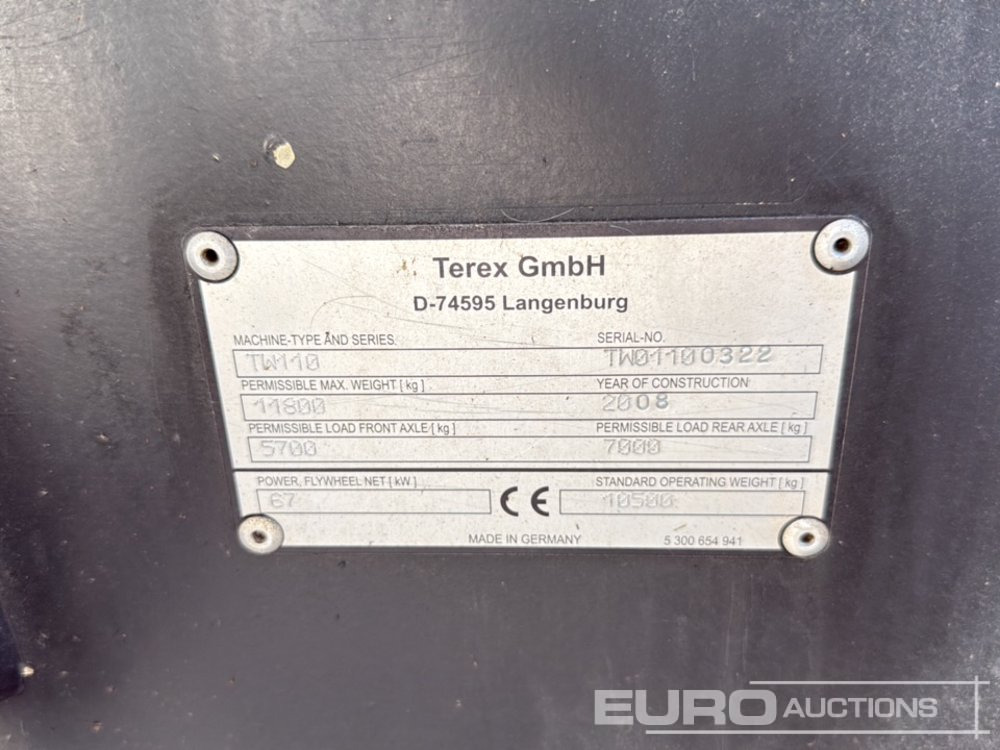 Terex GmbH
D-74595 Langenburg
MACHINE-TYPE AND SERIES. SERIAL-NO.
TW110 TW01100322
PERMISSIBLE MAX. WEIGHT [ kg ] YEAR OF CONSTRUCTION
11800 2008
PERMISSIBLE LOAD FRONT AXLE [ kg ] PERMISSIBLE LOAD REAR AXLE [ kg ]
5700 7000
POWER, FLYWHEEL NET [ kW ] STANDARD OPERATING WEIGHT [ kg ]
67 CE 10500
MADE IN GERMANY 5 300 654 941
EURO AUCTIONS